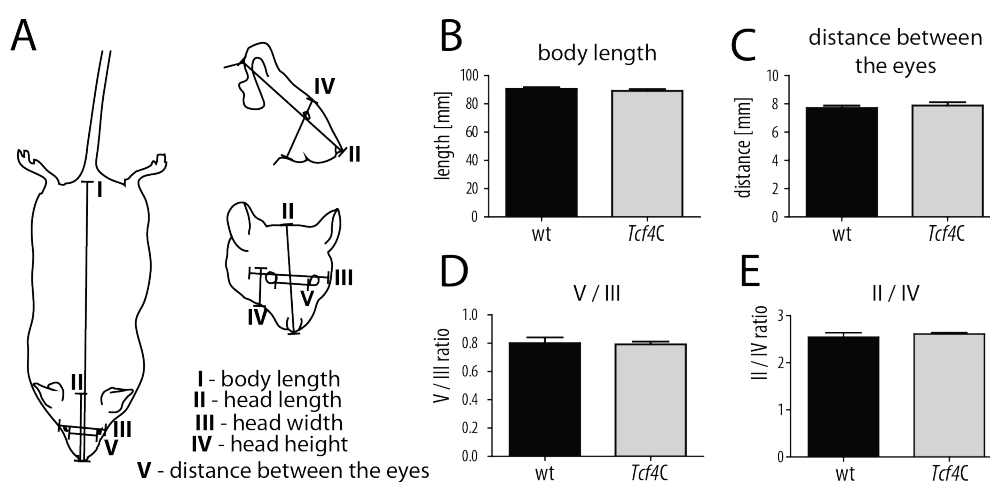 A
I
II
III
V
IV
II
II
III
V
IV
I - body length
II - head length
III - head width
IV - head height
V - distance between the eyes
B
body length
length [mm]
100
80
60
40
20
0
wt
Tcf4C
C
distance between
the eyes
distance [mm]
10
8
6
4
2
0
wt
Tcf4C
D
V / III
V / III ratio
1.0
0.8
0.6
0.4
0.2
0.0
wt
Tcf4C
E
II / IV
II / IV ratio
3
2
1
0
wt
Tcf4C